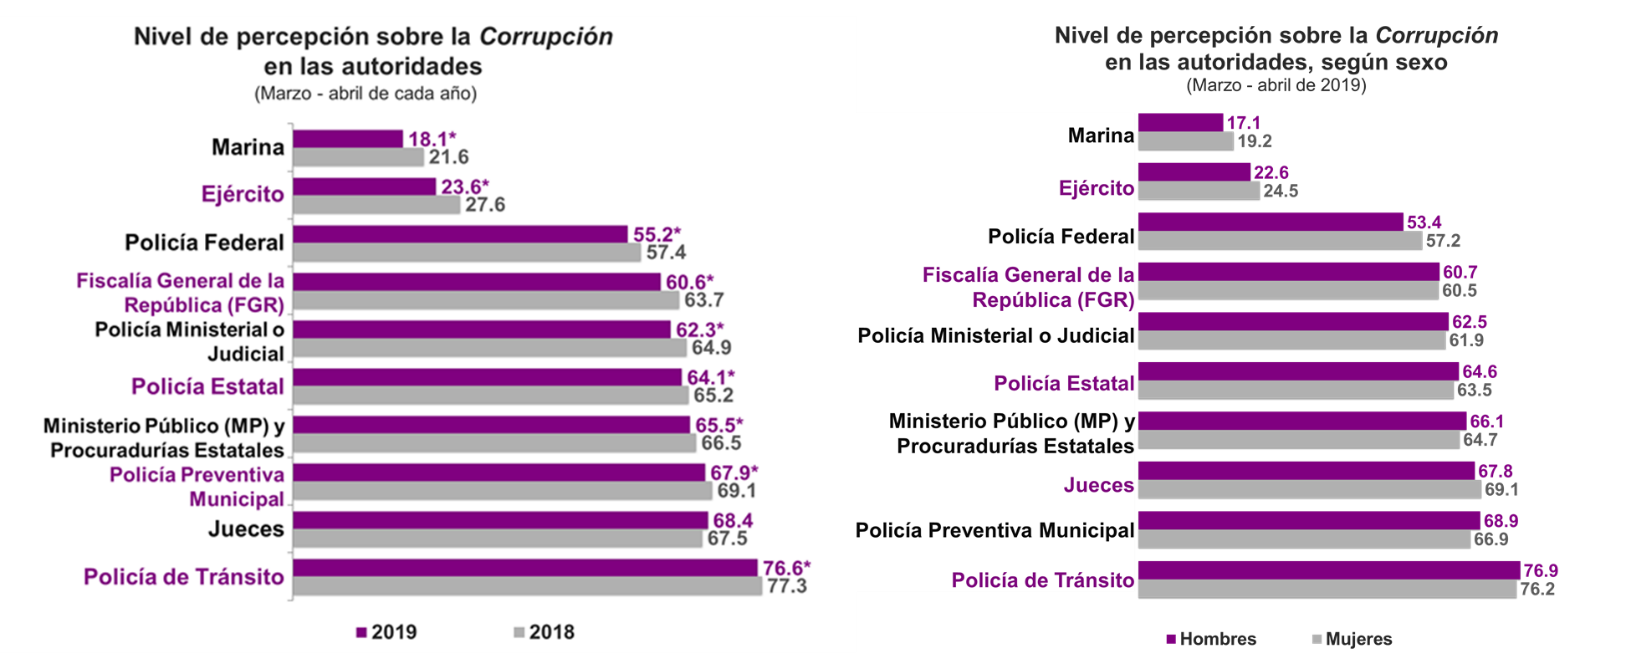 Nivel de percepción sobre la Corrupción
en las autoridades
(Marzo - abril de cada año)
Marina
18.1*
21.6
Ejército
23.6*
27.6
Policía Federal
55.2*
57.4
Fiscalía General de la
República (FGR)
60.6*
63.7
Policía Ministerial o
Judicial
62.3*
64.9
Policía Estatal
64.1*
65.2
Ministerio Público (MP) y
Procuradurías Estatales
65.5*
66.5
Policía Preventiva
Municipal
67.9*
69.1
Jueces
68.4
67.5
Policía de Tránsito
76.6*
77.3
2019 2018
Nivel de percepción sobre la Corrupción
en las autoridades, según sexo
(Marzo - abril de 2019)
Marina
17.1
19.2
Ejército
22.6
24.5
Policía Federal
53.4
57.2
Fiscalía General de la
República (FGR)
60.7
60.5
Policía Ministerial o Judicial
62.5
61.9
Policía Estatal
64.6
63.5
Ministerio Público (MP) y
Procuradurías Estatales
66.1
64.7
Jueces
67.8
69.1
Policía Preventiva Municipal
68.9
66.9
Policía de Tránsito
76.9
76.2
Hombres Mujeres